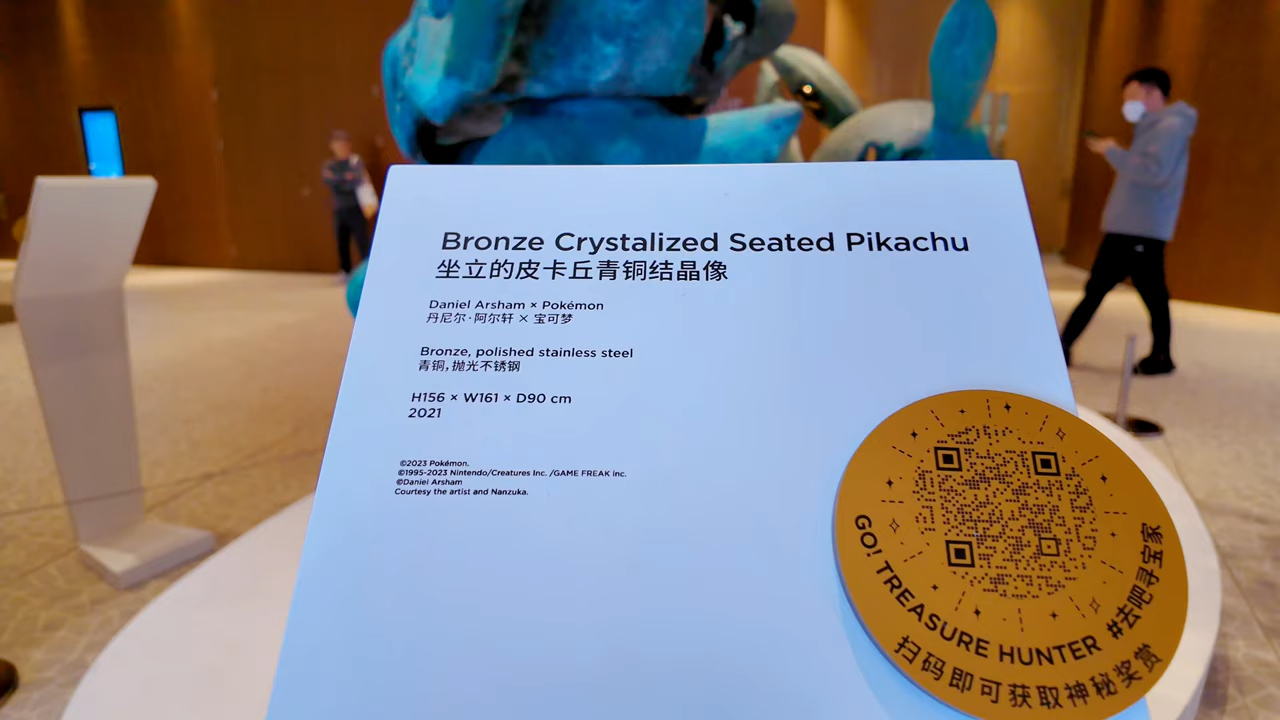 Bronze Crystalized Seated Pikachu
坐立的皮卡丘青铜结晶像
Daniel Arsham × Pokémon
丹尼尔·阿尔轩 × 宝可梦
Bronze, polished stainless steel
青铜,抛光不锈钢
H156 × W161 × D90 cm
2021
©2023 Pokémon.
©1995-2023 Nintendo/Creatures Inc. /GAME FREAK inc.
©Daniel Arsham
Courtesy the artist and Nanzuka.
GO! TREASURE HUNTER #去吧寻宝家
扫码即可获取神秘奖赏